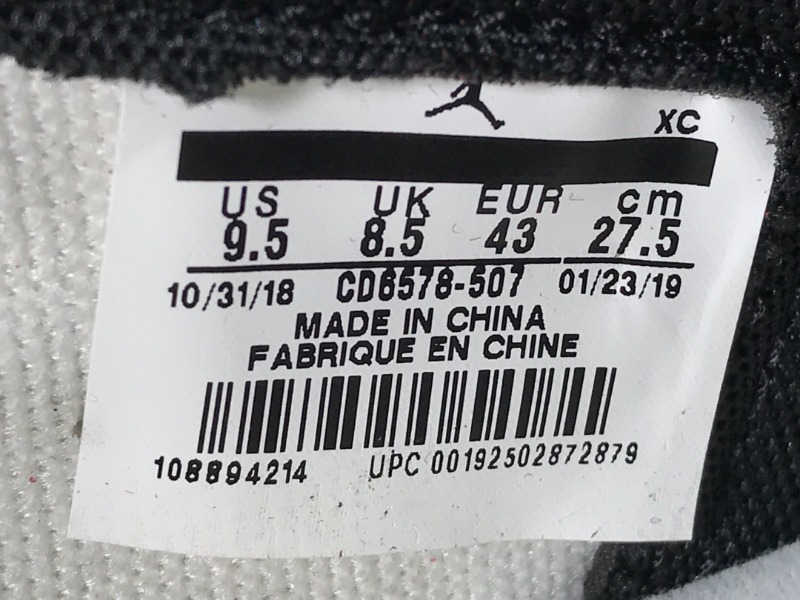 XC
US UK EUR cm
9.5 8.5 43 27.5
10/31/18 CD6578-507 01/23/19
MADE IN CHINA
FABRIQUE EN CHINE
108894214 UPC 00192502872879